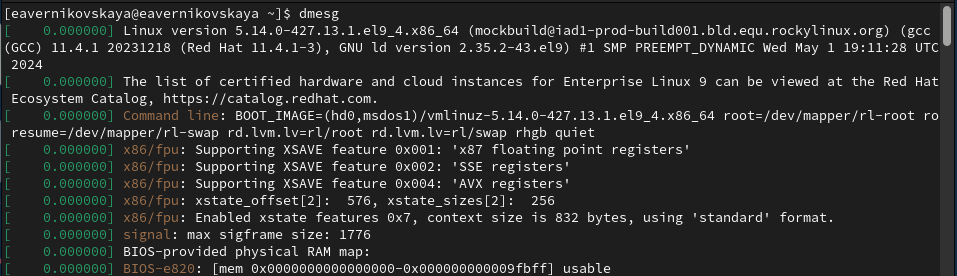 [eavernikovskaya@eavernikovskaya ~]$ dmesg
[    0.000000] Linux version 5.14.0-427.13.1.el9_4.x86_64 (mockbuild@iad1-prod-build001.bld.equ.rockylinux.org) (gcc
(GCC) 11.4.1 20231218 (Red Hat 11.4.1-3), GNU ld version 2.35.2-43.el9) #1 SMP PREEMPT_DYNAMIC Wed May 1 19:11:28 UTC
2024
[    0.000000] The list of certified hardware and cloud instances for Enterprise Linux 9 can be viewed at the Red Hat
Ecosystem Catalog, https://catalog.redhat.com.
[    0.000000] Command line: BOOT_IMAGE=(hd0,msdos1)/vmlinuz-5.14.0-427.13.1.el9_4.x86_64 root=/dev/mapper/rl-root ro
resume=/dev/mapper/rl-swap rd.lvm.lv=rl/root rd.lvm.lv=rl/swap rhgb quiet
[    0.000000] x86/fpu: Supporting XSAVE feature 0x001: 'x87 floating point registers'
[    0.000000] x86/fpu: Supporting XSAVE feature 0x002: 'SSE registers'
[    0.000000] x86/fpu: Supporting XSAVE feature 0x004: 'AVX registers'
[    0.000000] x86/fpu: xstate_offset[2]:  576, xstate_sizes[2]:  256
[    0.000000] x86/fpu: Enabled xstate features 0x7, context size is 832 bytes, using 'standard' format.
[    0.000000] signal: max sigframe size: 1776
[    0.000000] BIOS-provided physical RAM map:
[    0.000000] BIOS-e820: [mem 0x0000000000000000-0x000000000009fbff] usable